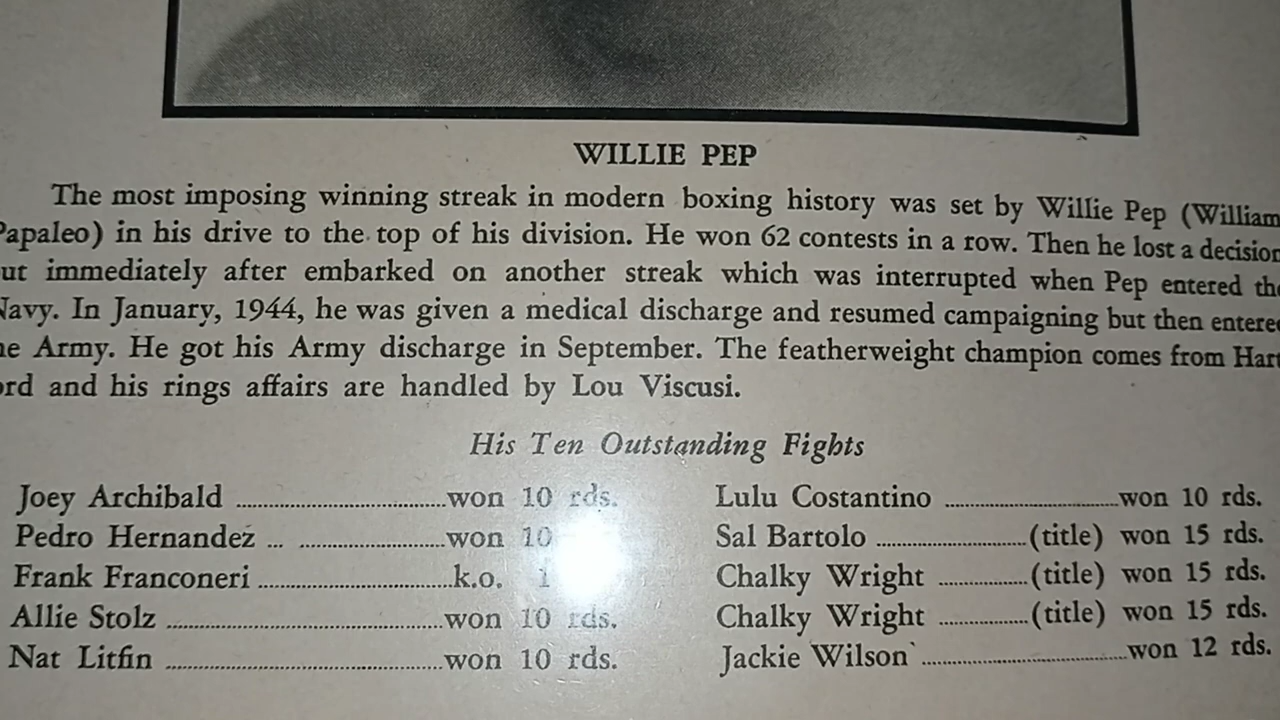 WILLIE PEP
The most imposing winning streak in modern boxing history was set by Willie Pep (William
Papaleo) in his drive to the top of his division. He won 62 contests in a row. Then he lost a decision
ut immediately after embarked on another streak which was interrupted when Pep entered the
Navy. In January, 1944, he was given a medical discharge and resumed campaigning but then entered
he Army. He got his Army discharge in September. The featherweight champion comes from Hart
ord and his rings affairs are handled by Lou Viscusi.
His Ten Outstanding Fights
Joey Archibald ........................................won 10 rds. Lulu Costantino .................................won 10 rds.
Pedro Hernandez ... ............................won 10 Sal Bartolo .............................(title) won 15 rds.
Frank Franconeri .....................................k.o. 1 Chalky Wright .................(title) won 15 rds.
Allie Stolz .....................................................won 10 rds. Chalky Wright .................(title) won 15 rds.
Nat Litfin .....................................................won 10 rds. Jackie Wilson .......................................won 12 rds.